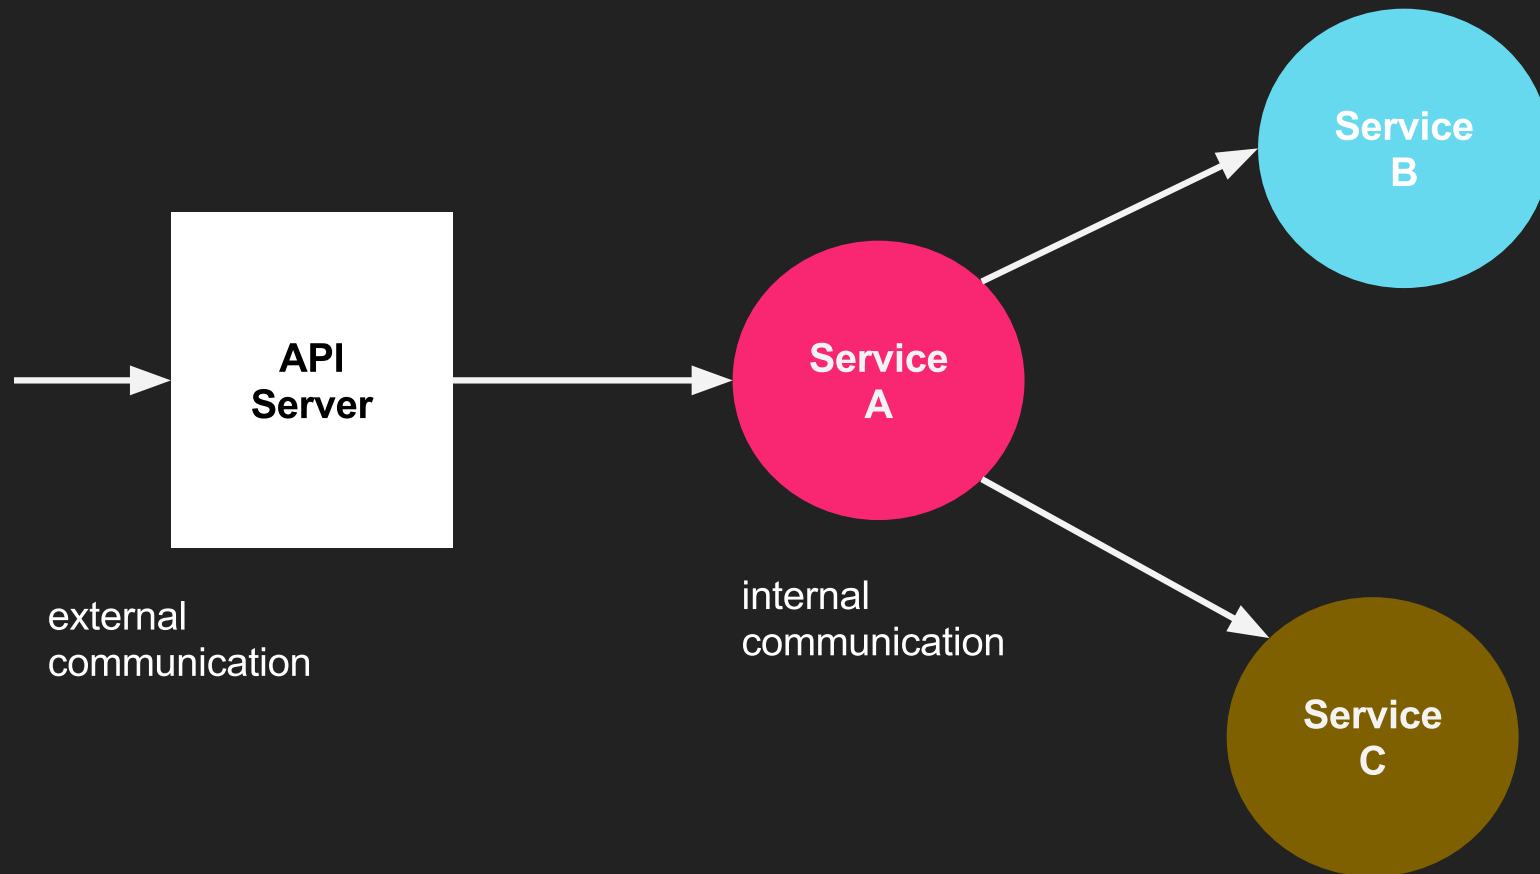 API
Server
external
communication
Service
A
internal
communication
Service
B
Service
C